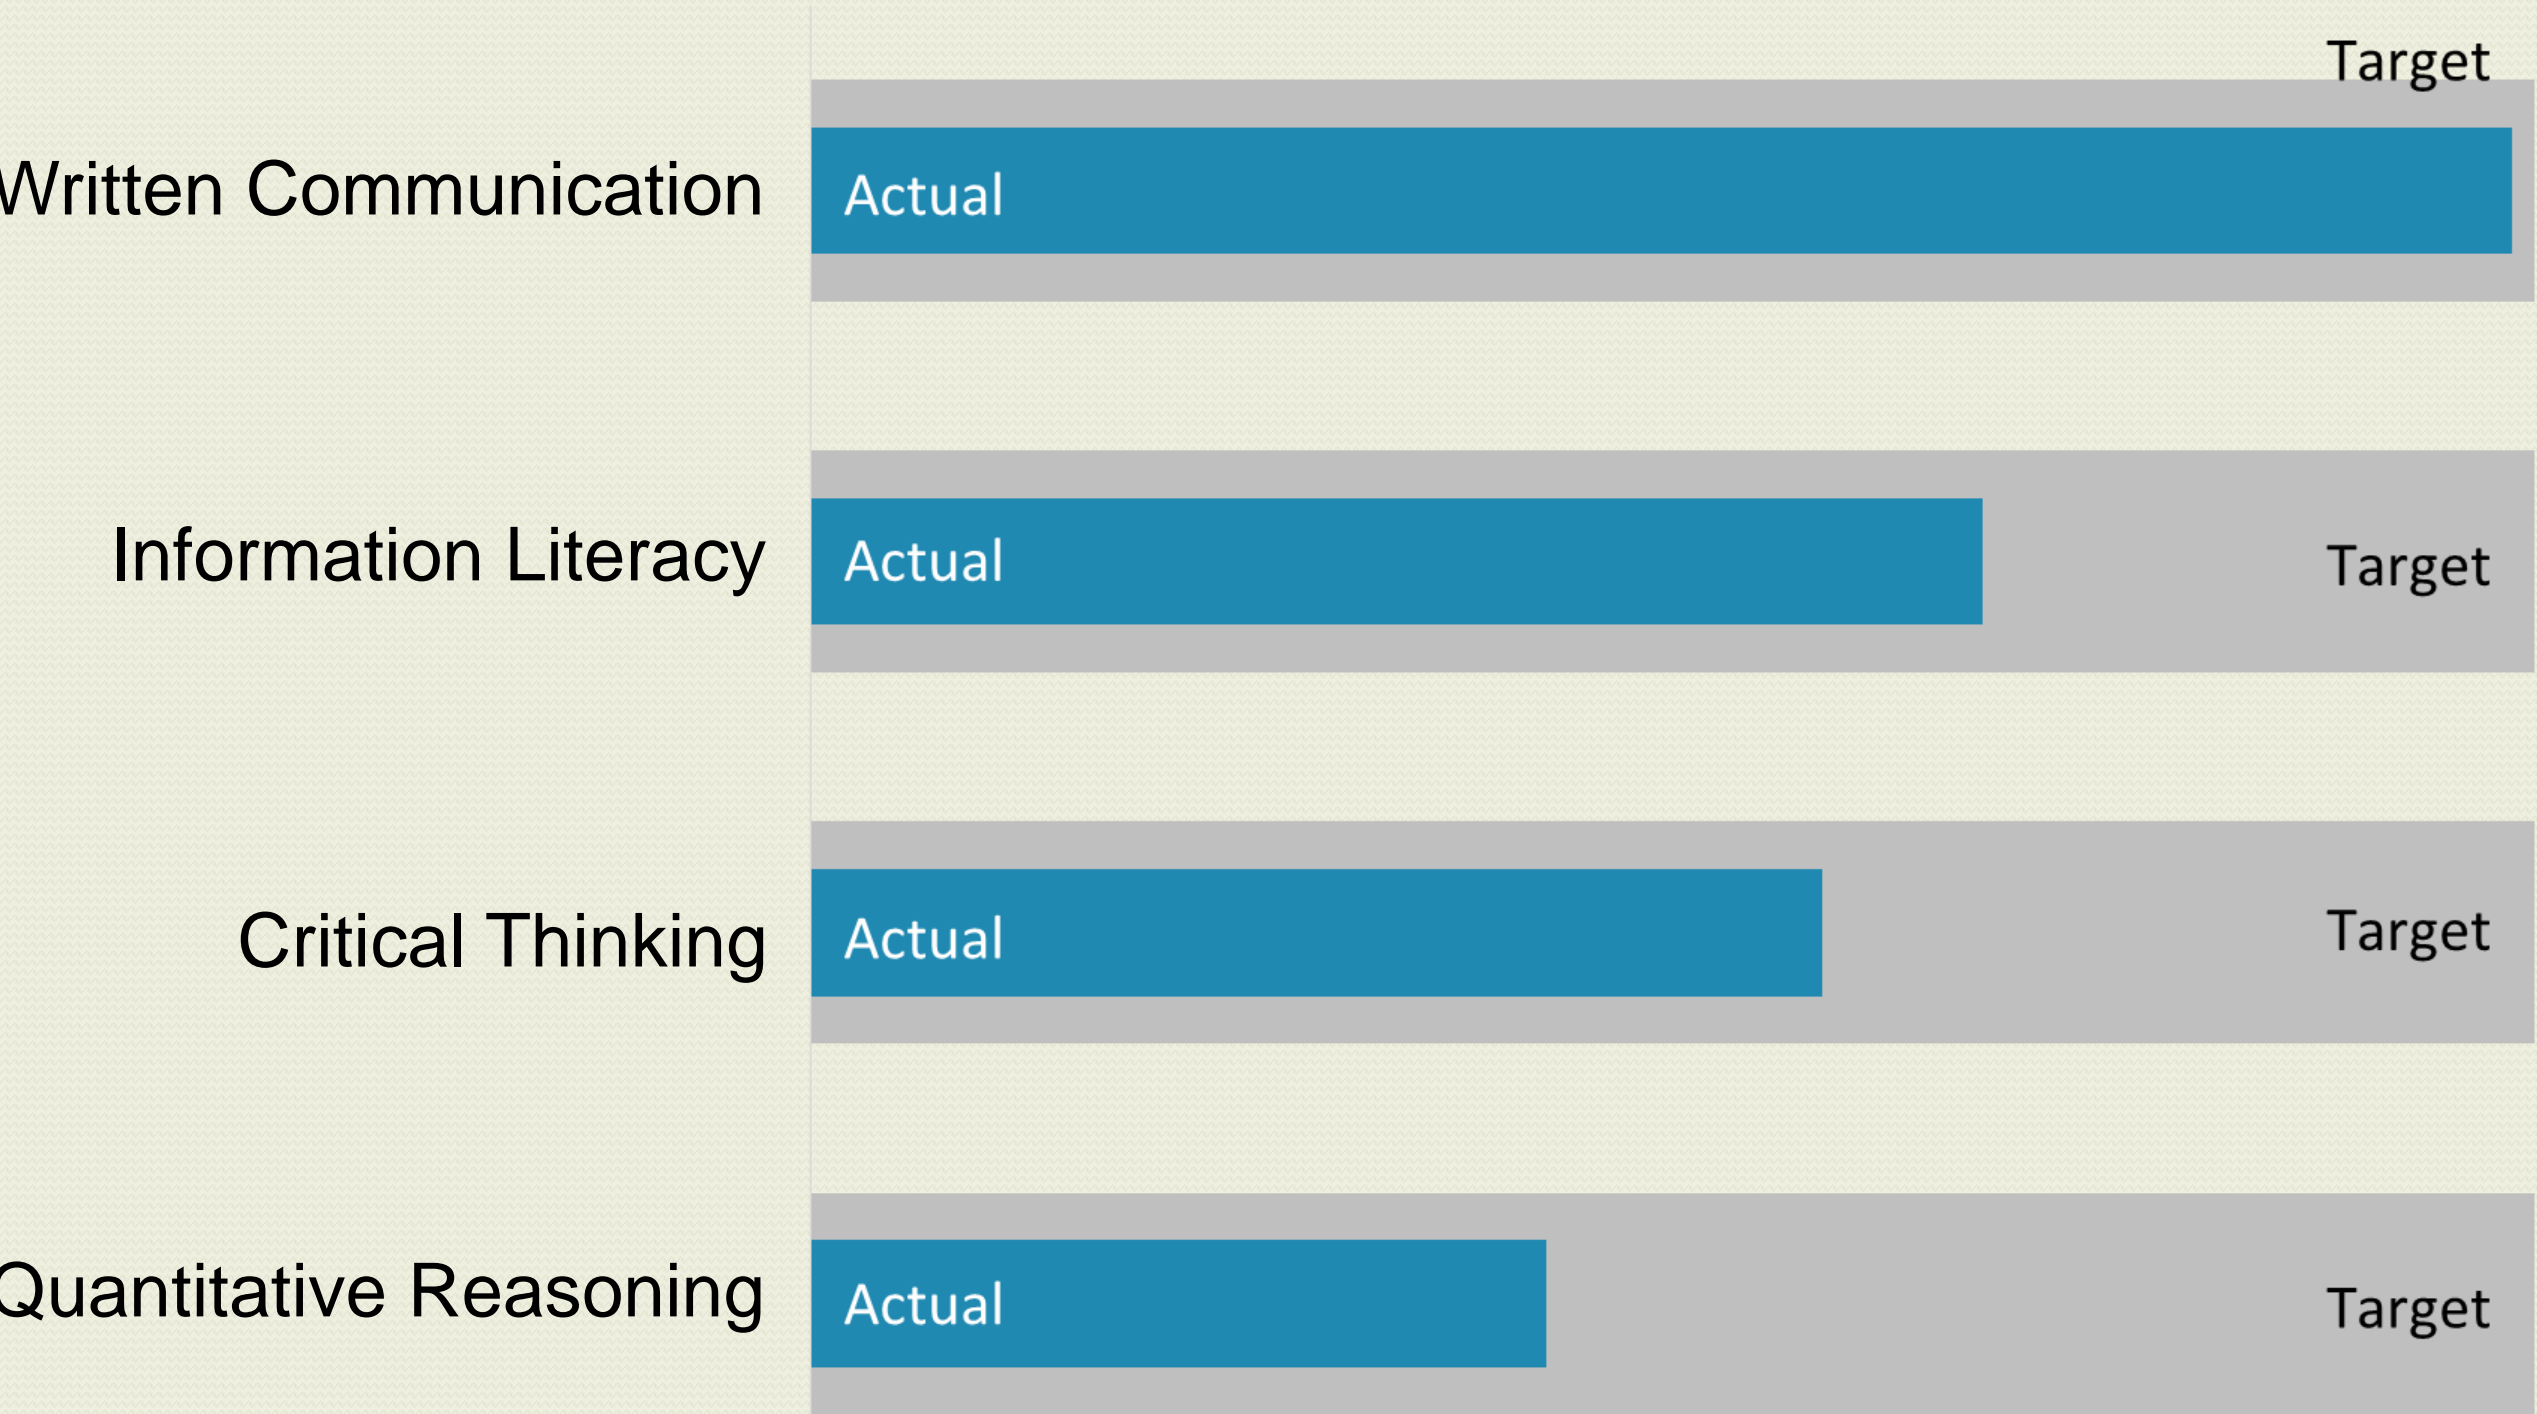 Target
Written Communication Actual
Information Literacy Actual Target
Critical Thinking Actual Target
Quantitative Reasoning Actual Target